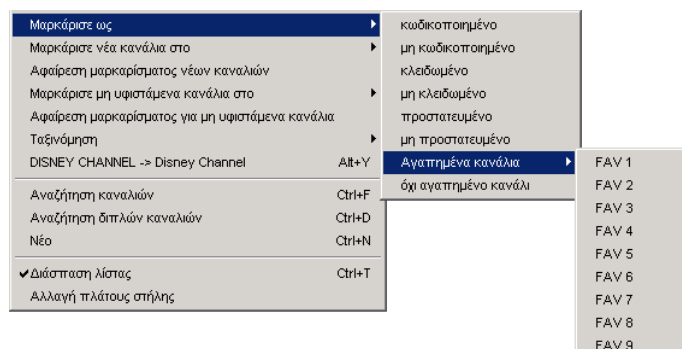 Μαρκάρισε ως
Μαρκάρισε νέα κανάλια στο
Αφαίρεση μαρκαρίσματος νέων καναλιών
Μαρκάρισε μη υφιστάμενα κανάλια στο
Αφαίρεση μαρκαρίσματος για μη υφιστάμενα κανάλια
Ταξινόμηση
DISNEY CHANNEL -> Disney Channel Alt+Y
Αναζήτηση καναλιών Ctrl+F
Αναζήτηση διπλών καναλιών Ctrl+D
Νέο Ctrl+N
Διάσπαση λίστας Ctrl+T
Αλλαγή πλάτους στήλης
κωδικοποιημένο
μη κωδικοποιημένο
κλειδωμένο
μη κλειδωμένο
προστατευμένο
μη προστατευμένο
Αγαπημένα κανάλια
όχι αγαπημένο κανάλι
FAV 1
FAV 2
FAV 3
FAV 4
FAV 5
FAV 6
FAV 7
FAV 8
FAV 9